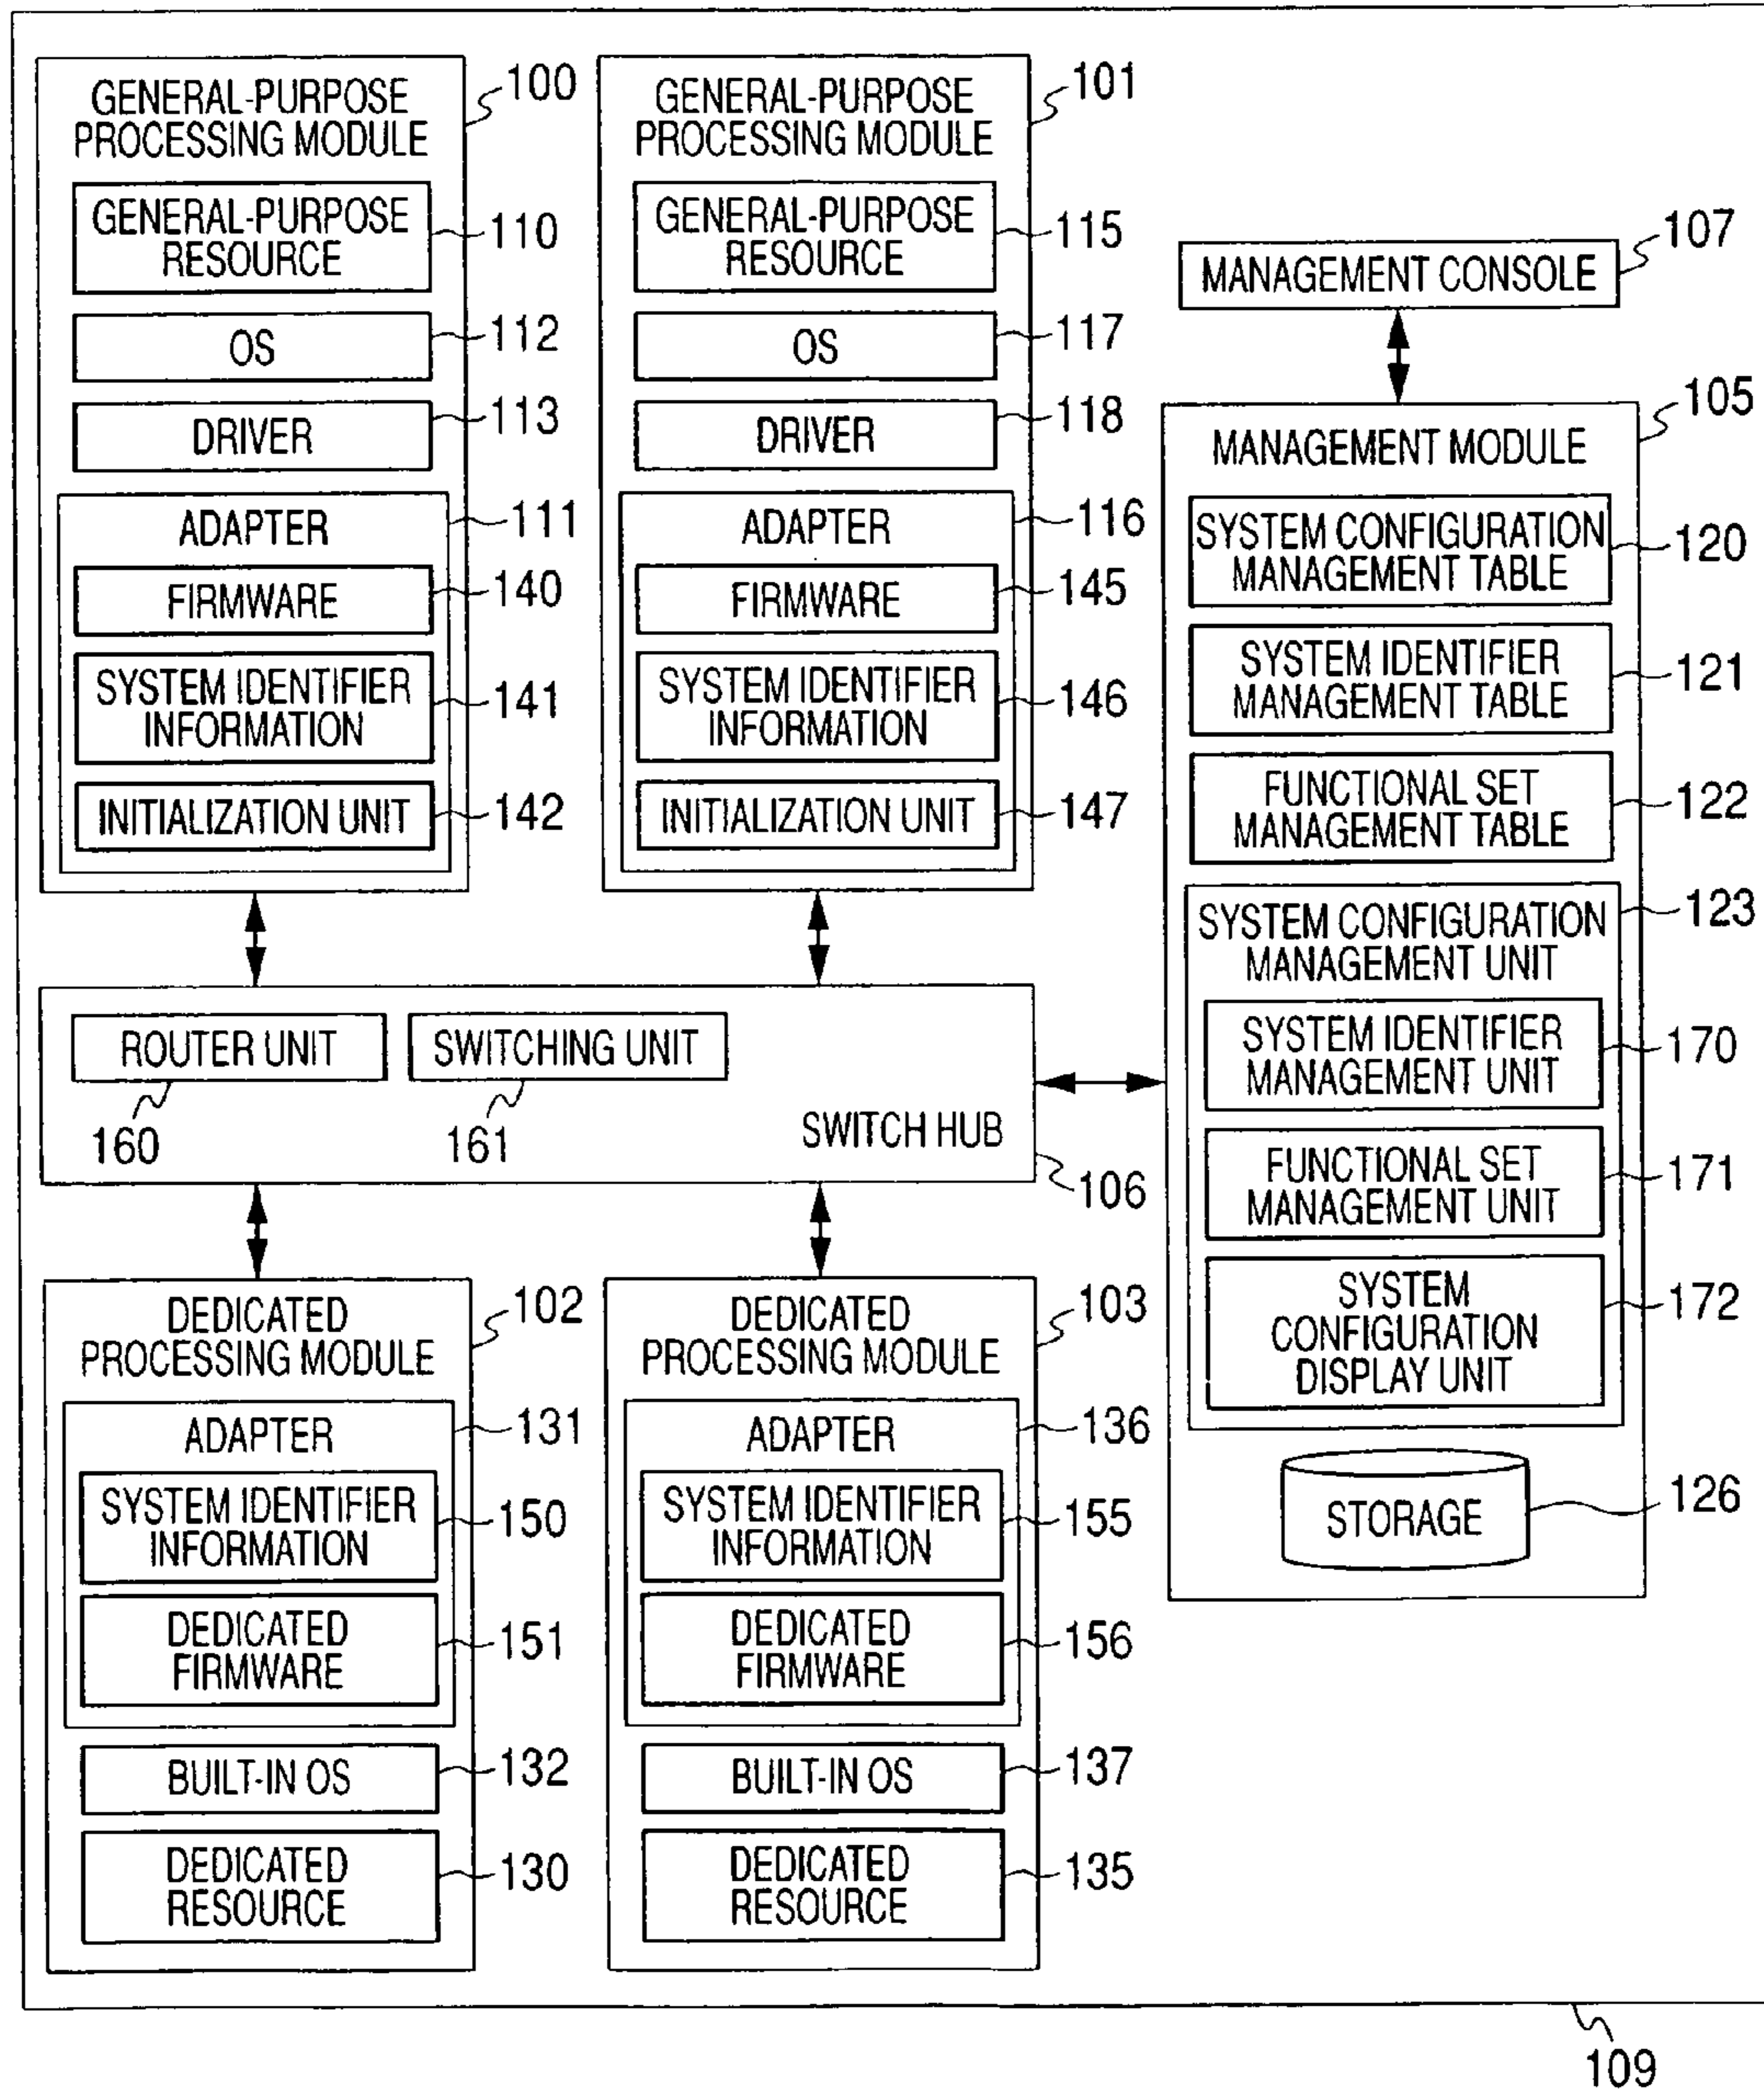 GENERAL-PURPOSE
PROCESSING MODULE
100
GENERAL-PURPOSE
RESOURCE
110
OS
112
DRIVER
113
ADAPTER
111
FIRMWARE
140
SYSTEM IDENTIFIER
INFORMATION
141
INITIALIZATION UNIT
142
GENERAL-PURPOSE
PROCESSING MODULE
101
GENERAL-PURPOSE
RESOURCE
115
OS
117
DRIVER
118
ADAPTER
116
FIRMWARE
145
SYSTEM IDENTIFIER
INFORMATION
146
INITIALIZATION UNIT
147
MANAGEMENT CONSOLE
107
MANAGEMENT MODULE
105
SYSTEM CONFIGURATION
MANAGEMENT TABLE
120
SYSTEM IDENTIFIER
MANAGEMENT TABLE
121
FUNCTIONAL SET
MANAGEMENT TABLE
122
SYSTEM CONFIGURATION
MANAGEMENT UNIT
123
SYSTEM IDENTIFIER
MANAGEMENT UNIT
170
FUNCTIONAL SET
MANAGEMENT UNIT
171
SYSTEM
CONFIGURATION
DISPLAY UNIT
172
STORAGE
126
ROUTER UNIT
160
SWITCHING UNIT
161
SWITCH HUB
106
DEDICATED
PROCESSING MODULE
102
ADAPTER
131
SYSTEM IDENTIFIER
INFORMATION
150
DEDICATED
FIRMWARE
151
BUILT-IN OS
132
DEDICATED
RESOURCE
130
DEDICATED
PROCESSING MODULE
103
ADAPTER
136
SYSTEM IDENTIFIER
INFORMATION
155
DEDICATED
FIRMWARE
156
BUILT-IN OS
137
DEDICATED
RESOURCE
135
109